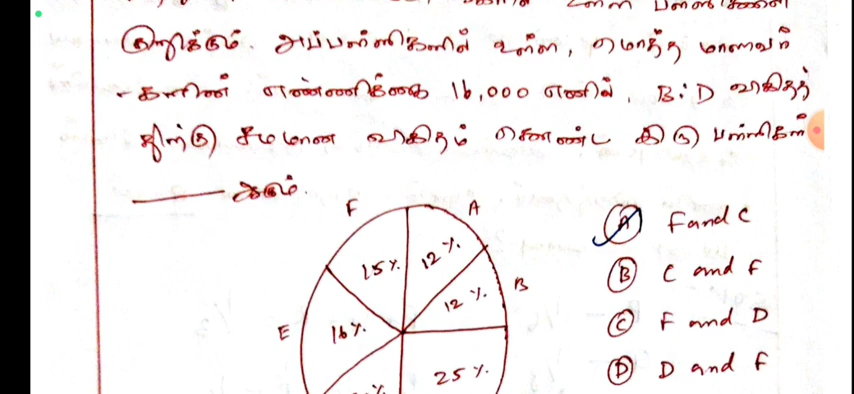 உள்ள
குறிக்கும். அப்பள்ளிகளில் உள்ள, மொத்த மாணவர்
-களின் எண்ணிக்கை 16,000 எனில், B:D விகிதத்
திற்கு சமமான விகிதம் கொண்ட இரு பள்ளிகள்
______ ஆகும்.
F A
15% 12%
12% B
E 16%
25%
%
(A) F and C
(B) C and F
(C) F and D
(D) D and F